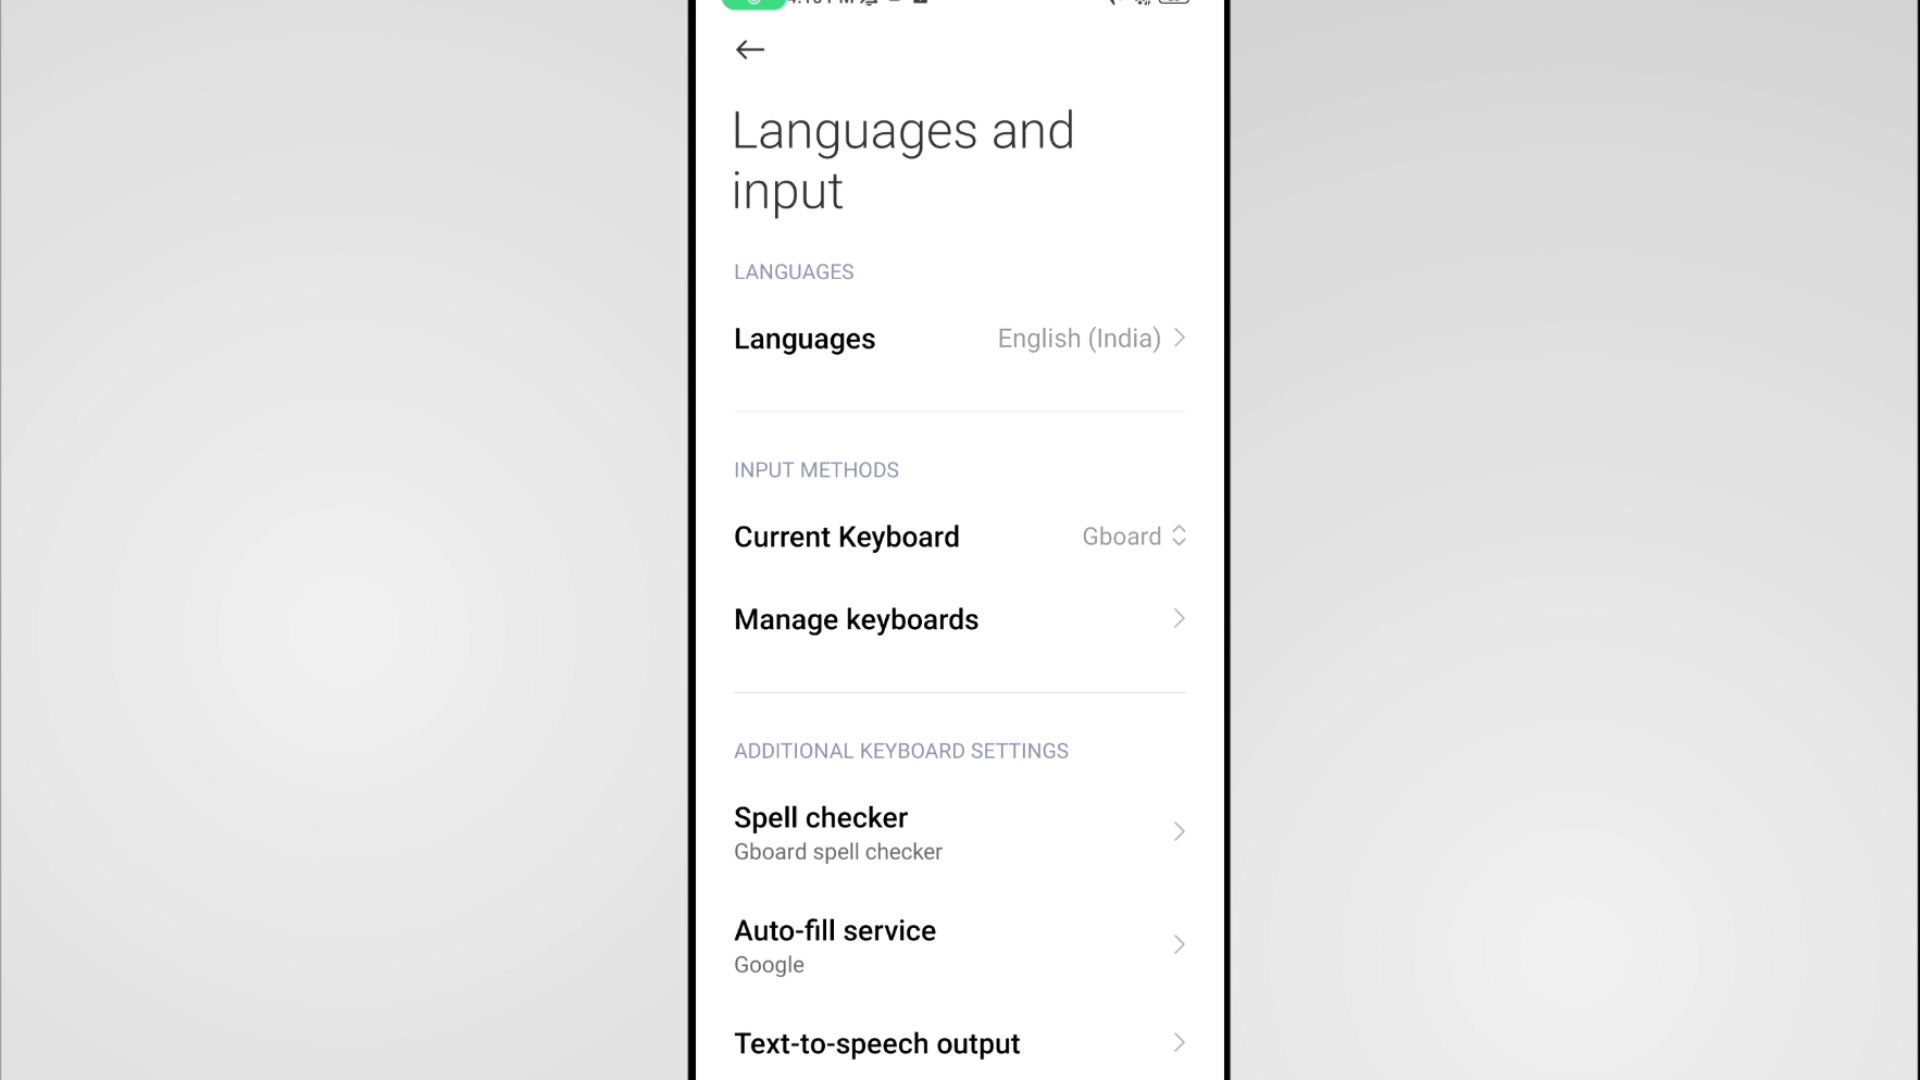 Languages and
input
LANGUAGES
Languages English (India)
INPUT METHODS
Current Keyboard Gboard
Manage keyboards
ADDITIONAL KEYBOARD SETTINGS
Spell checker
Gboard spell checker
Auto-fill service
Google
Text-to-speech output